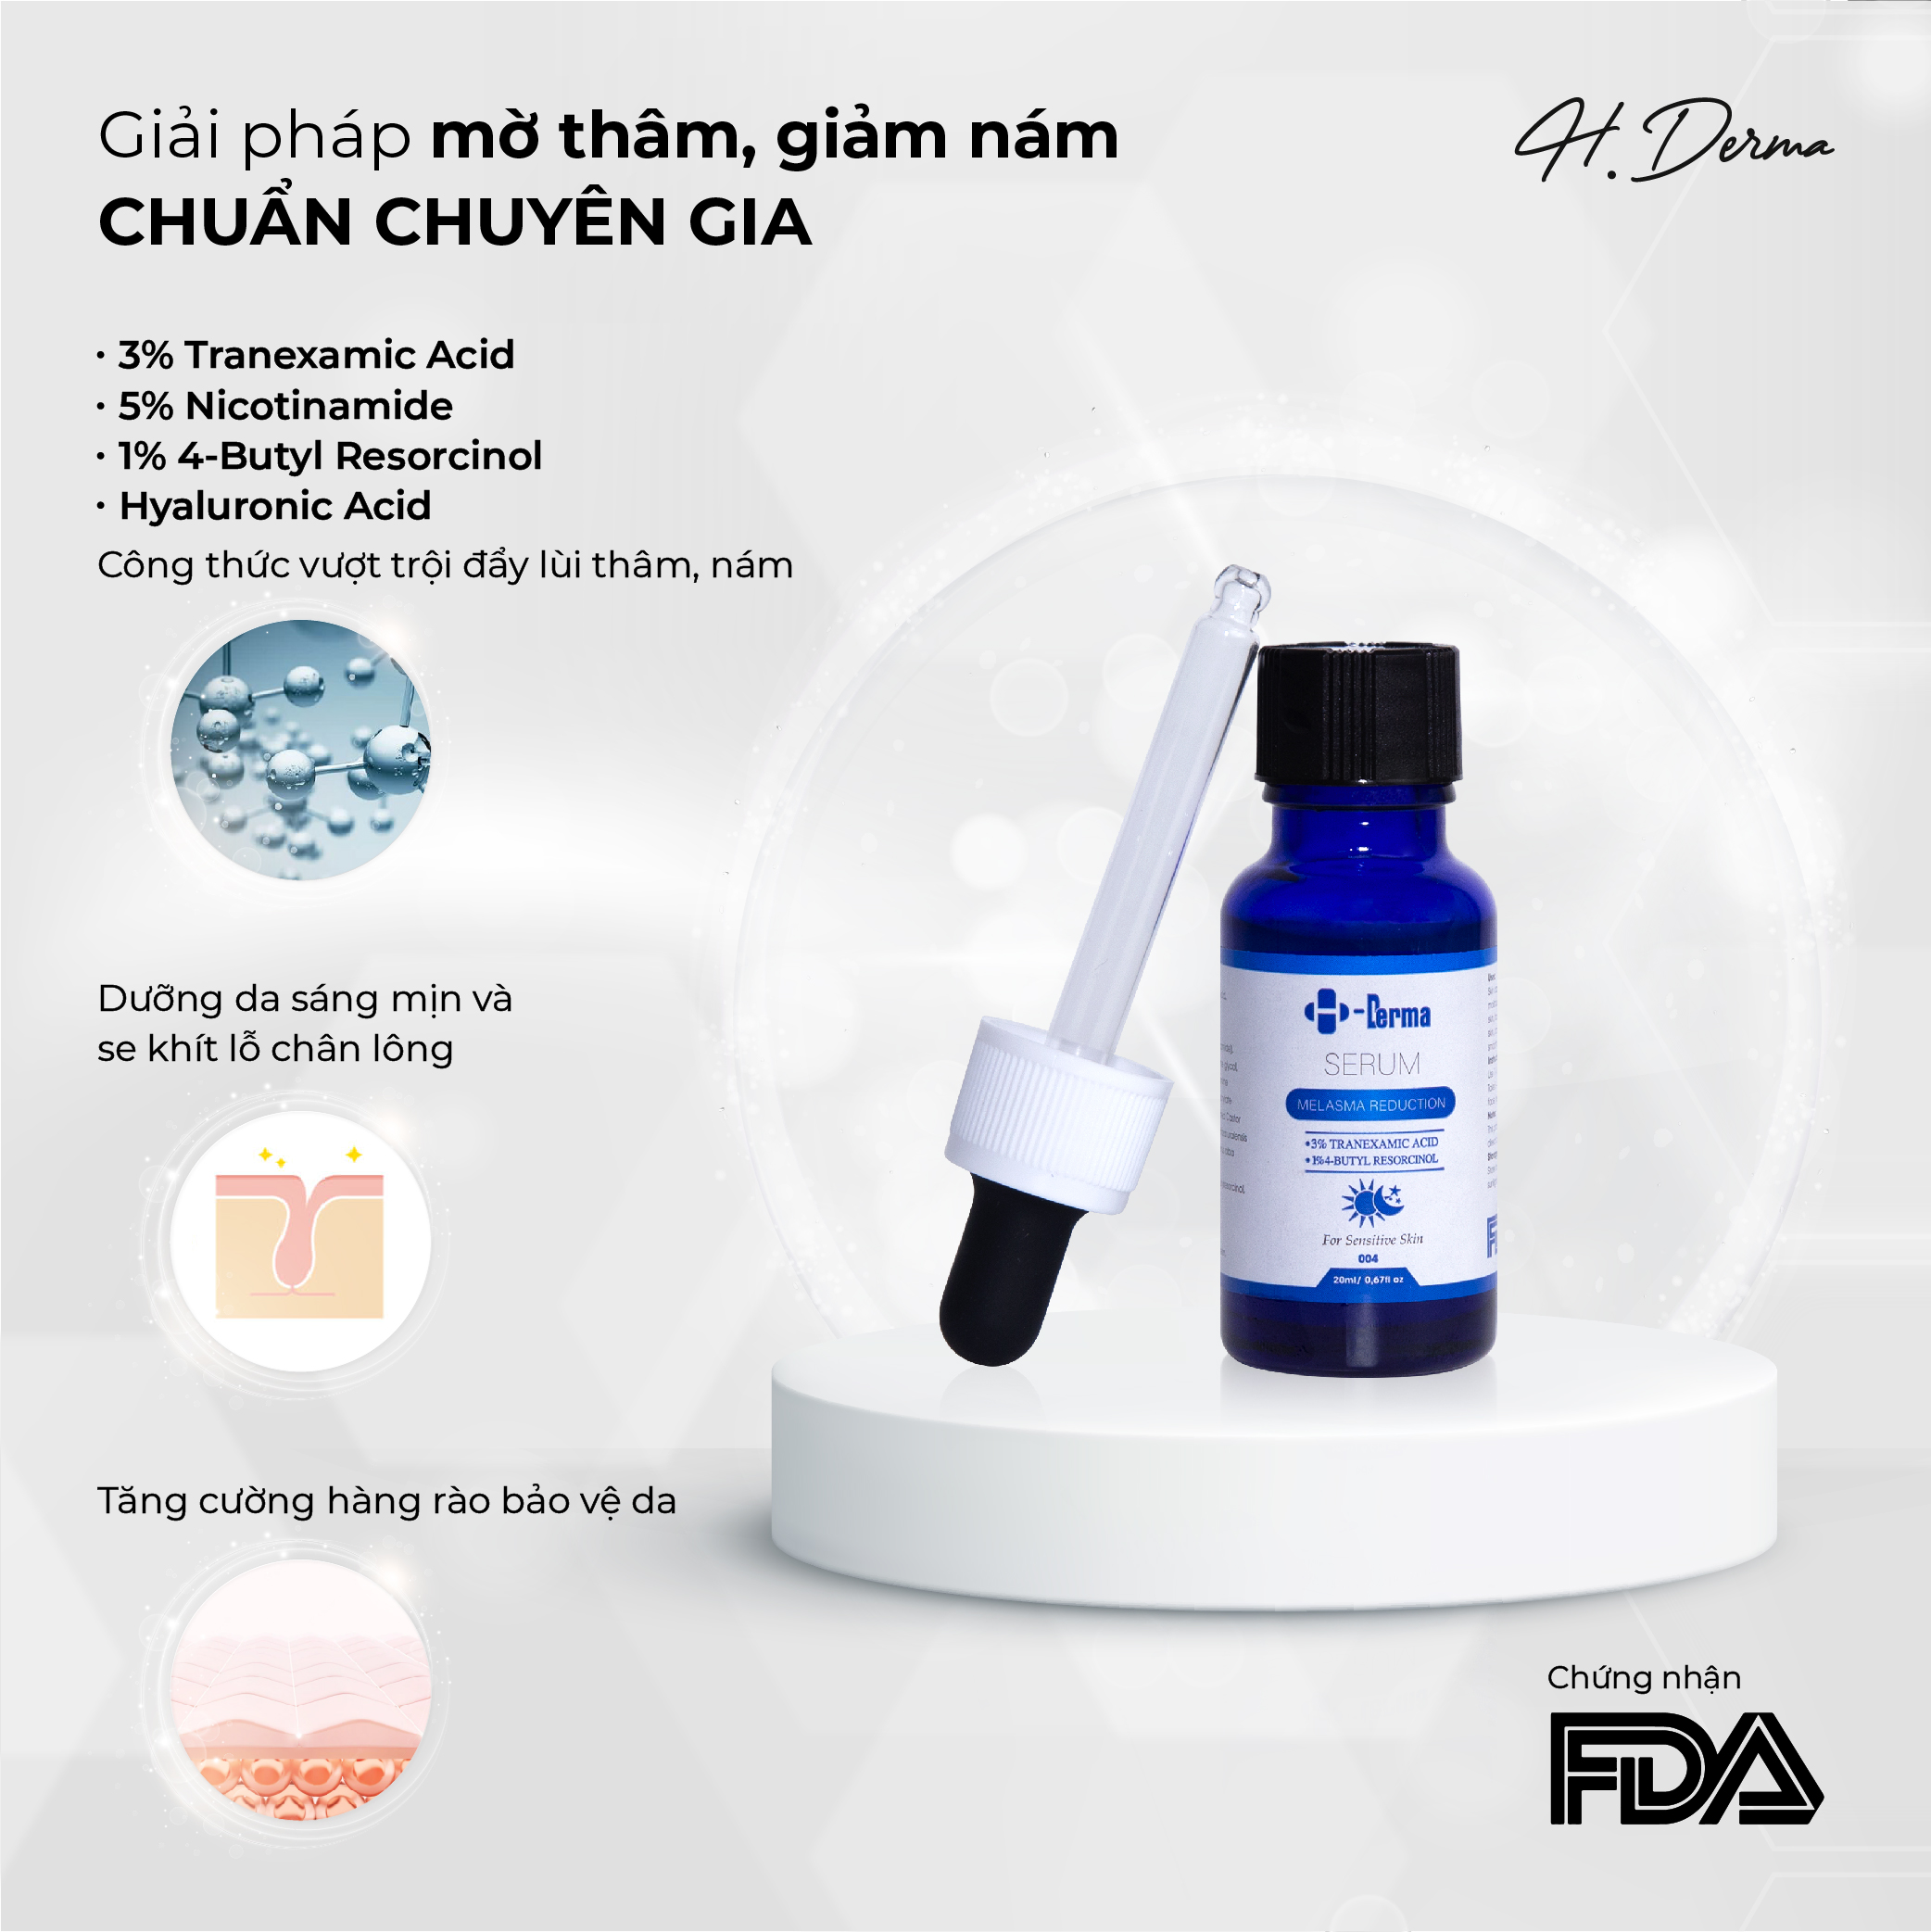 Giải pháp mờ thâm, giảm nám
CHUẨN CHUYÊN GIA
H. Derma
• 3% Tranexamic Acid
• 5% Nicotinamide
• 1% 4-Butyl Resorcinol
• Hyaluronic Acid
Công thức vượt trội đẩy lùi thâm, nám
Dưỡng da sáng mịn và
se khít lỗ chân lông
Tăng cường hàng rào bảo vệ da
H-Derma
SERUM
MELASMA REDUCTION
•3% TRANEXAMIC ACID
•1%4-BUTYL RESORCINOL
For Sensitive Skin
004
20ml/ 0,67fl oz
Chứng nhận
FDA